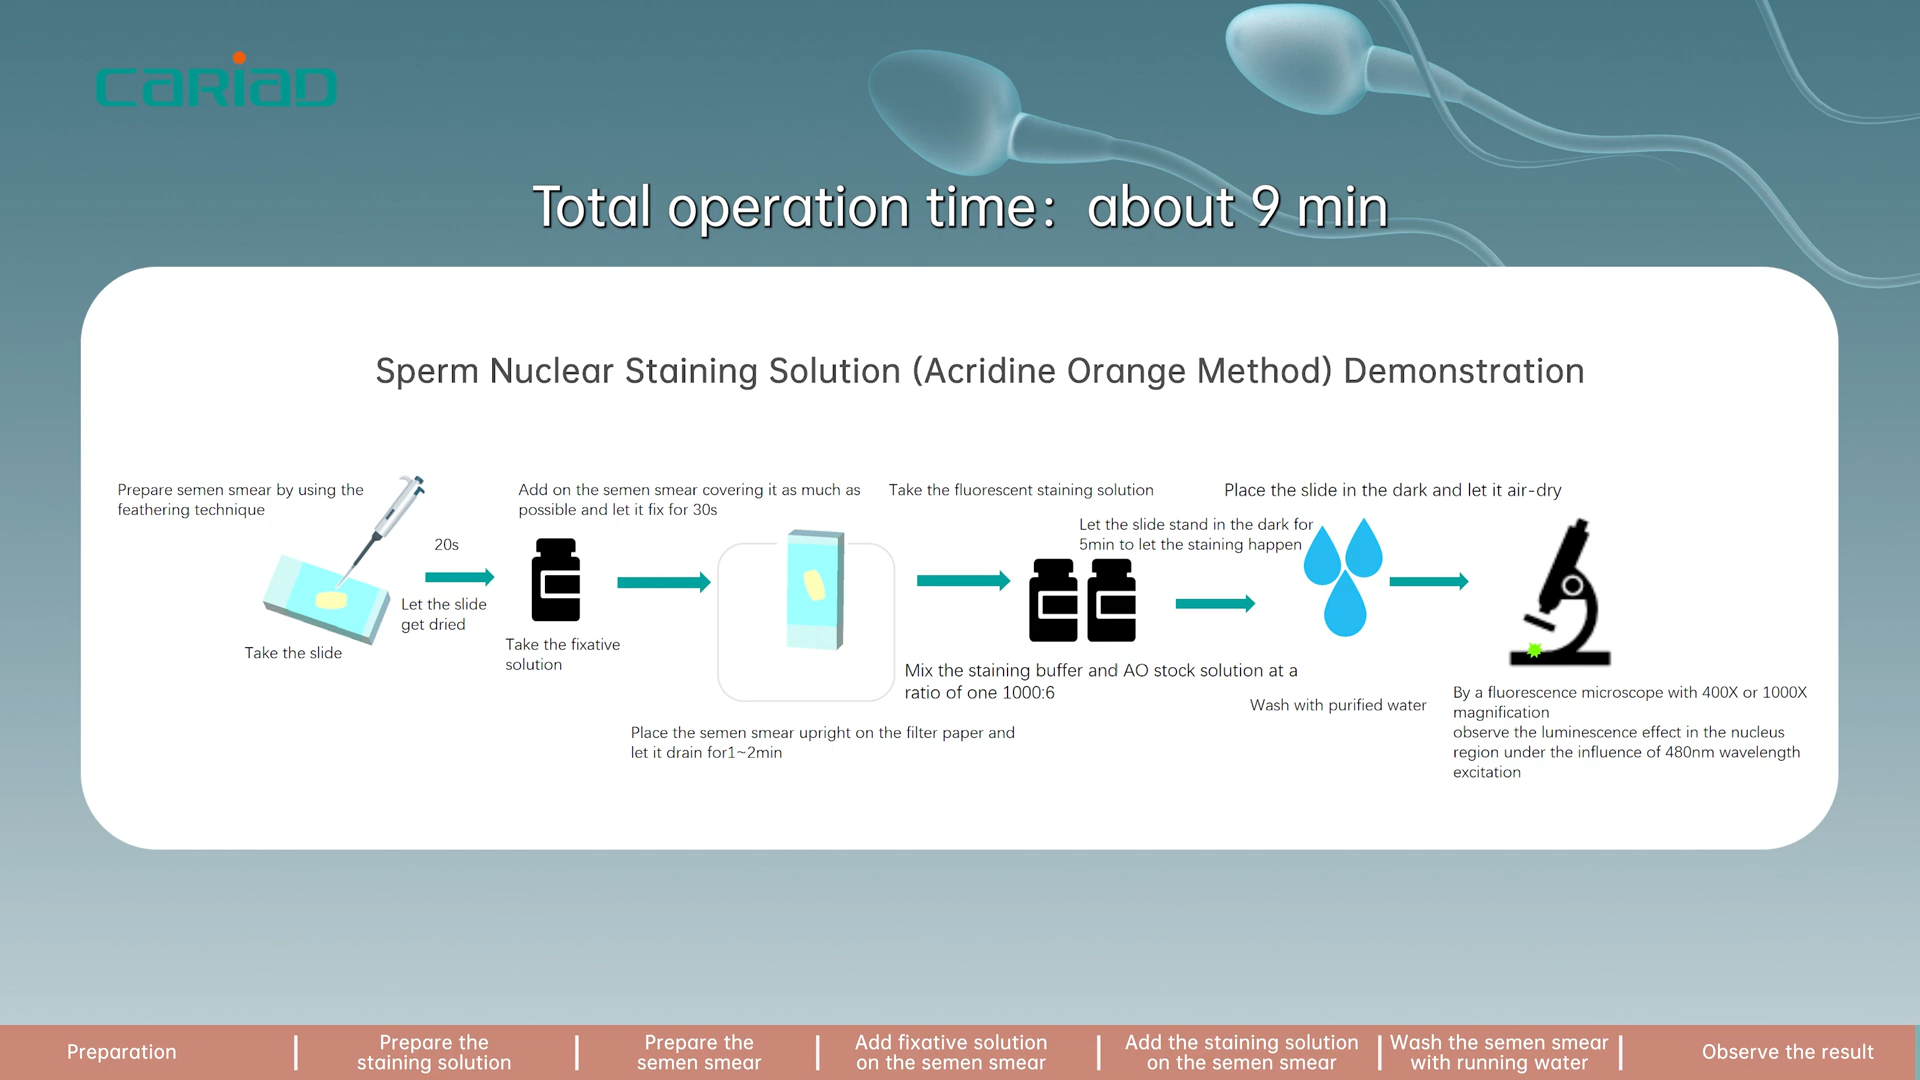 CARiAD
Total operation time: about 9 min
Sperm Nuclear Staining Solution (Acridine Orange Method) Demonstration
Prepare semen smear by using the
feathering technique
Take the slide
20s
Let the slide
get dried
Add on the semen smear covering it as much as
possible and let it fix for 30s
Take the fixative
solution
Place the semen smear upright on the filter paper and
let it drain for1~2min
Take the fluorescent staining solution
Let the slide stand in the dark for
5min to let the staining happen
Mix the staining buffer and AO stock solution at a
ratio of one 1000:6
Place the slide in the dark and let it air-dry
Wash with purified water
By a fluorescence microscope with 400X or 1000X
magnification
observe the luminescence effect in the nucleus
region under the influence of 480nm wavelength
excitation
Preparation
Prepare the
staining solution
Prepare the
semen smear
Add fixative solution
on the semen smear
Add the staining solution
on the semen smear
Wash the semen smear
with running water
Observe the result